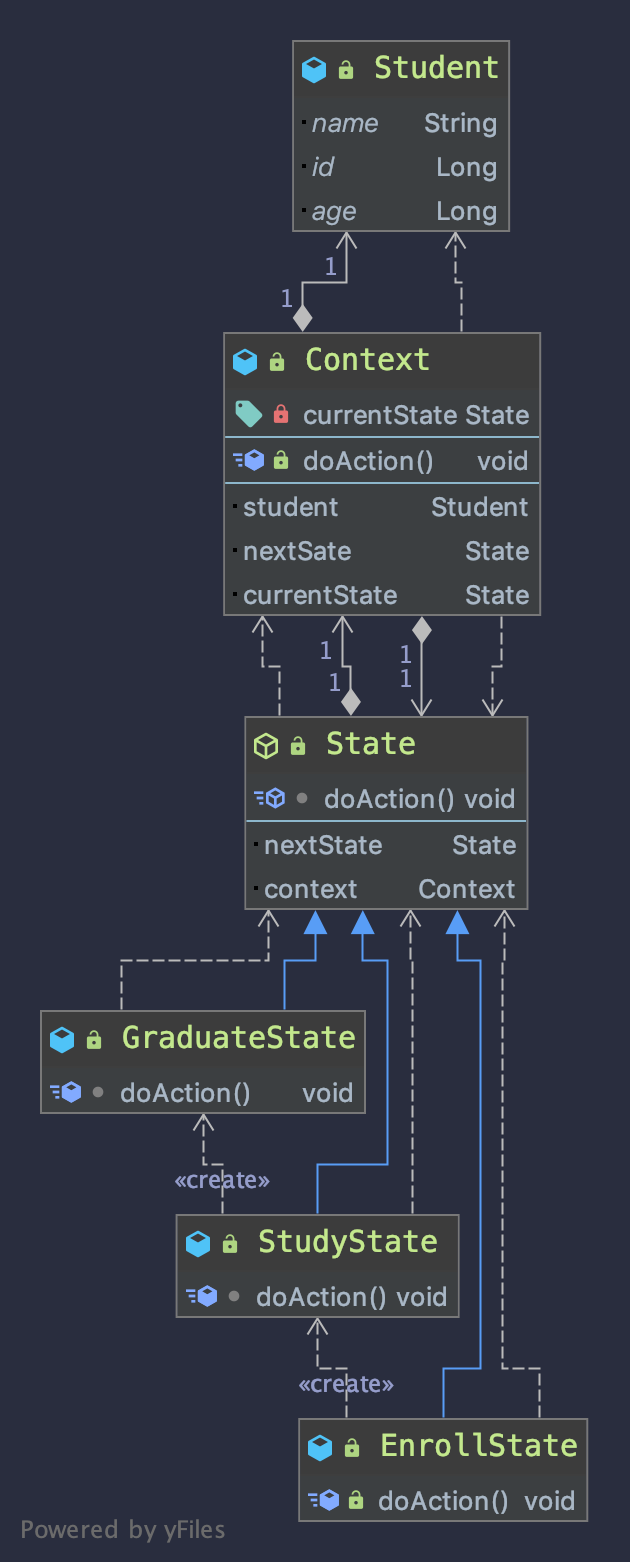 Student
name String
id Long
age Long
1
1
Context
currentState State
doAction() void
student Student
nextSate State
currentState State
1 1
1 1
State
doAction() void
nextState State
context Context
GraduateState
doAction() void
«create»
StudyState
doAction() void
«create»
EnrollState
doAction() void
Powered by yFiles